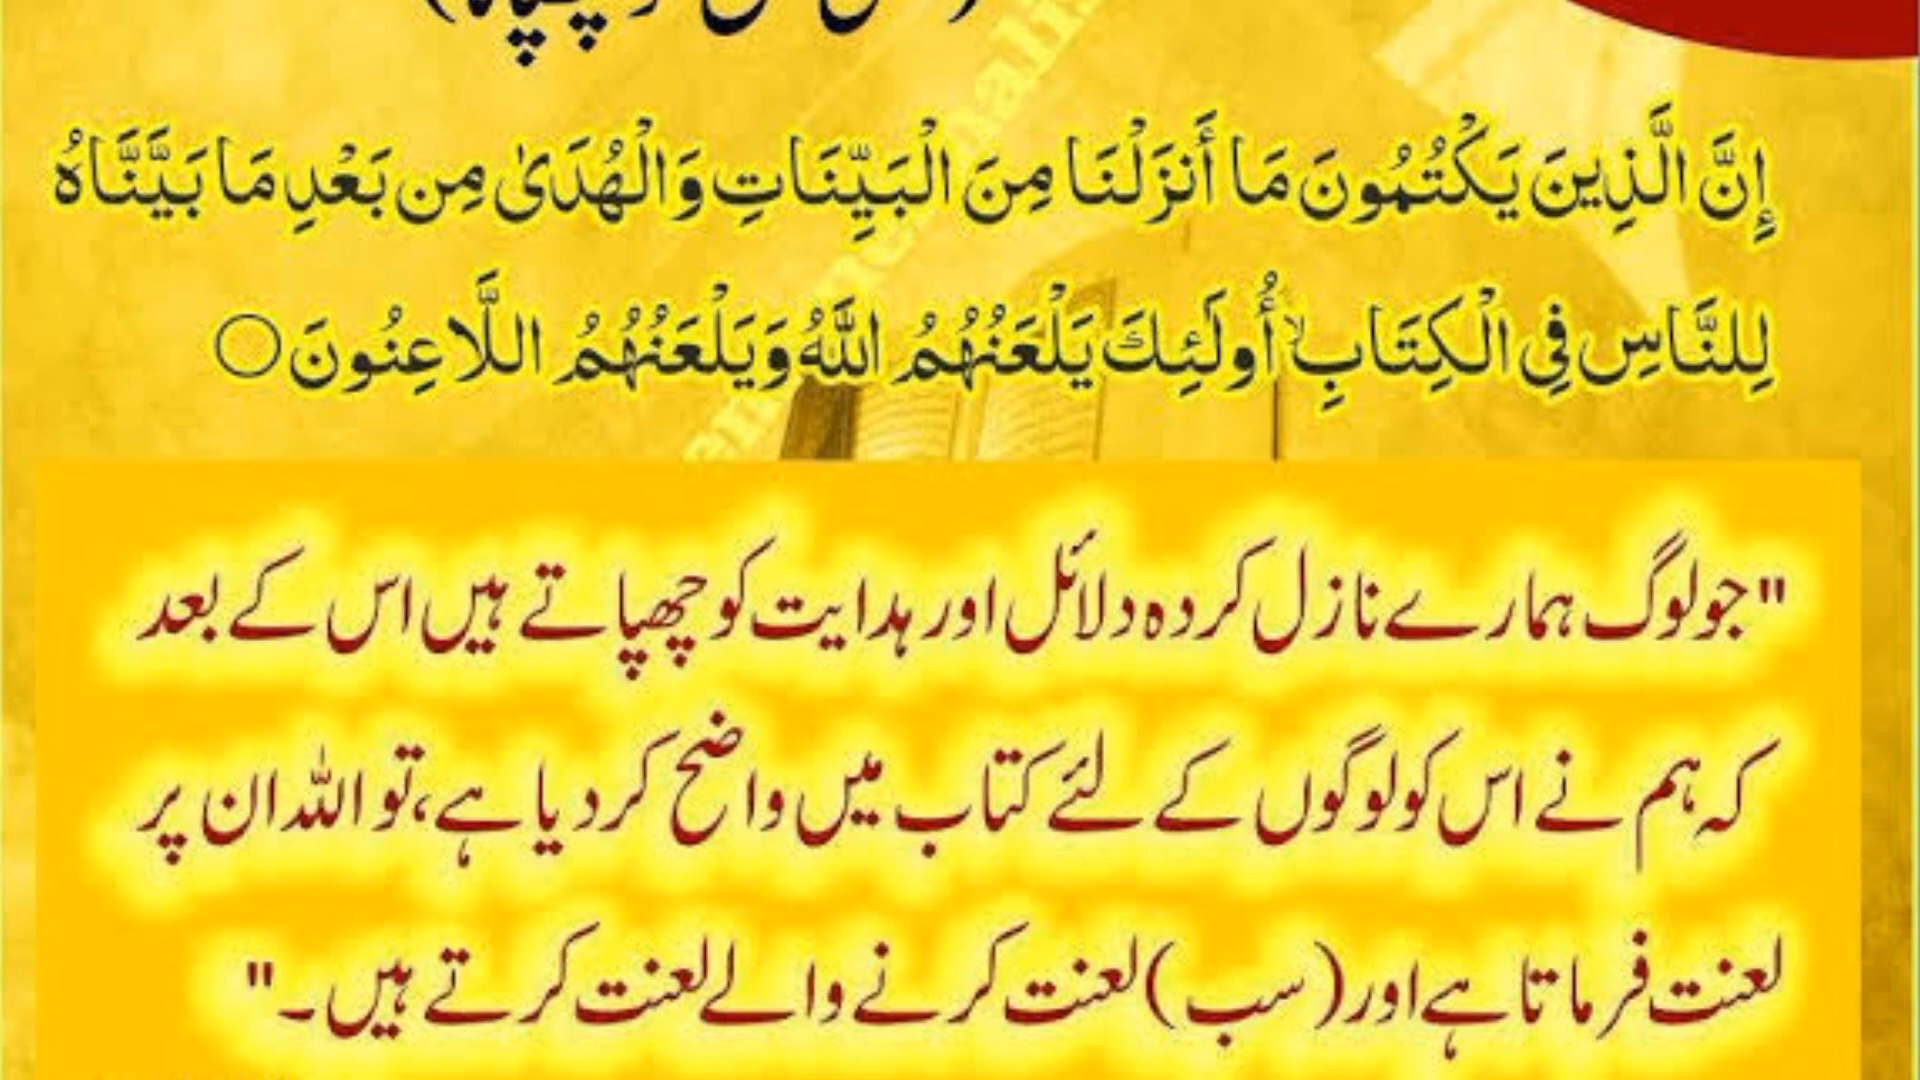 إِنَّ الَّذِينَ يَكْتُمُونَ مَا أَنزَلْنَا مِنَ الْبَيِّنَاتِ وَالْهُدَىٰ مِن بَعْدِ مَا بَيَّنَّاهُ
لِلنَّاسِ فِي الْكِتَابِ ۙ أُولَٰئِكَ يَلْعَنُهُمُ اللَّهُ وَيَلْعَنُهُمُ اللَّاعِنُونَ ○
"جو لوگ ہمارے نازل کردہ دلائل اور ہدایت کو چھپاتے ہیں اس کے بعد
کہ ہم نے اس کو لوگوں کے لئے کتاب میں واضح کر دیا ہے، تو اللہ ان پر
لعنت فرماتا ہے اور (سب) لعنت کرنے والے لعنت کرتے ہیں۔"